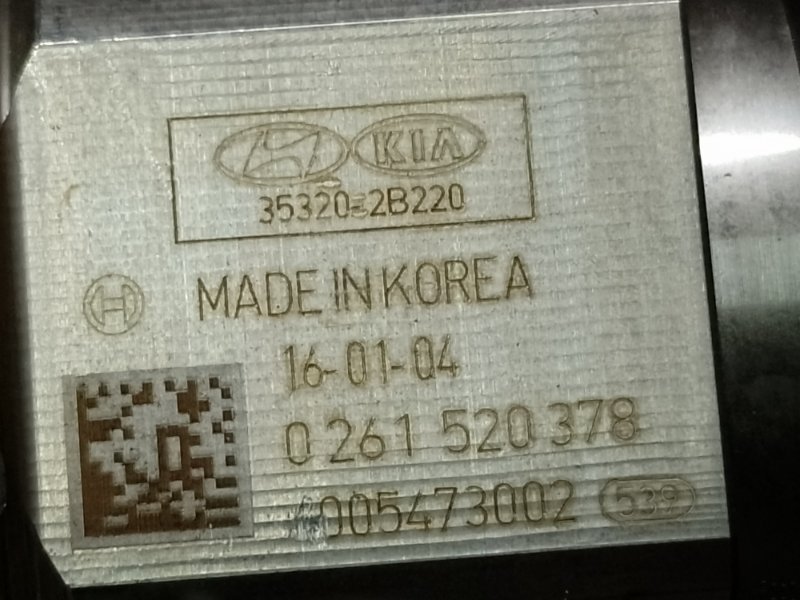 KIA
35320-2B220
MADE IN KOREA
16-01-04
0 261 520 378
005473002 539